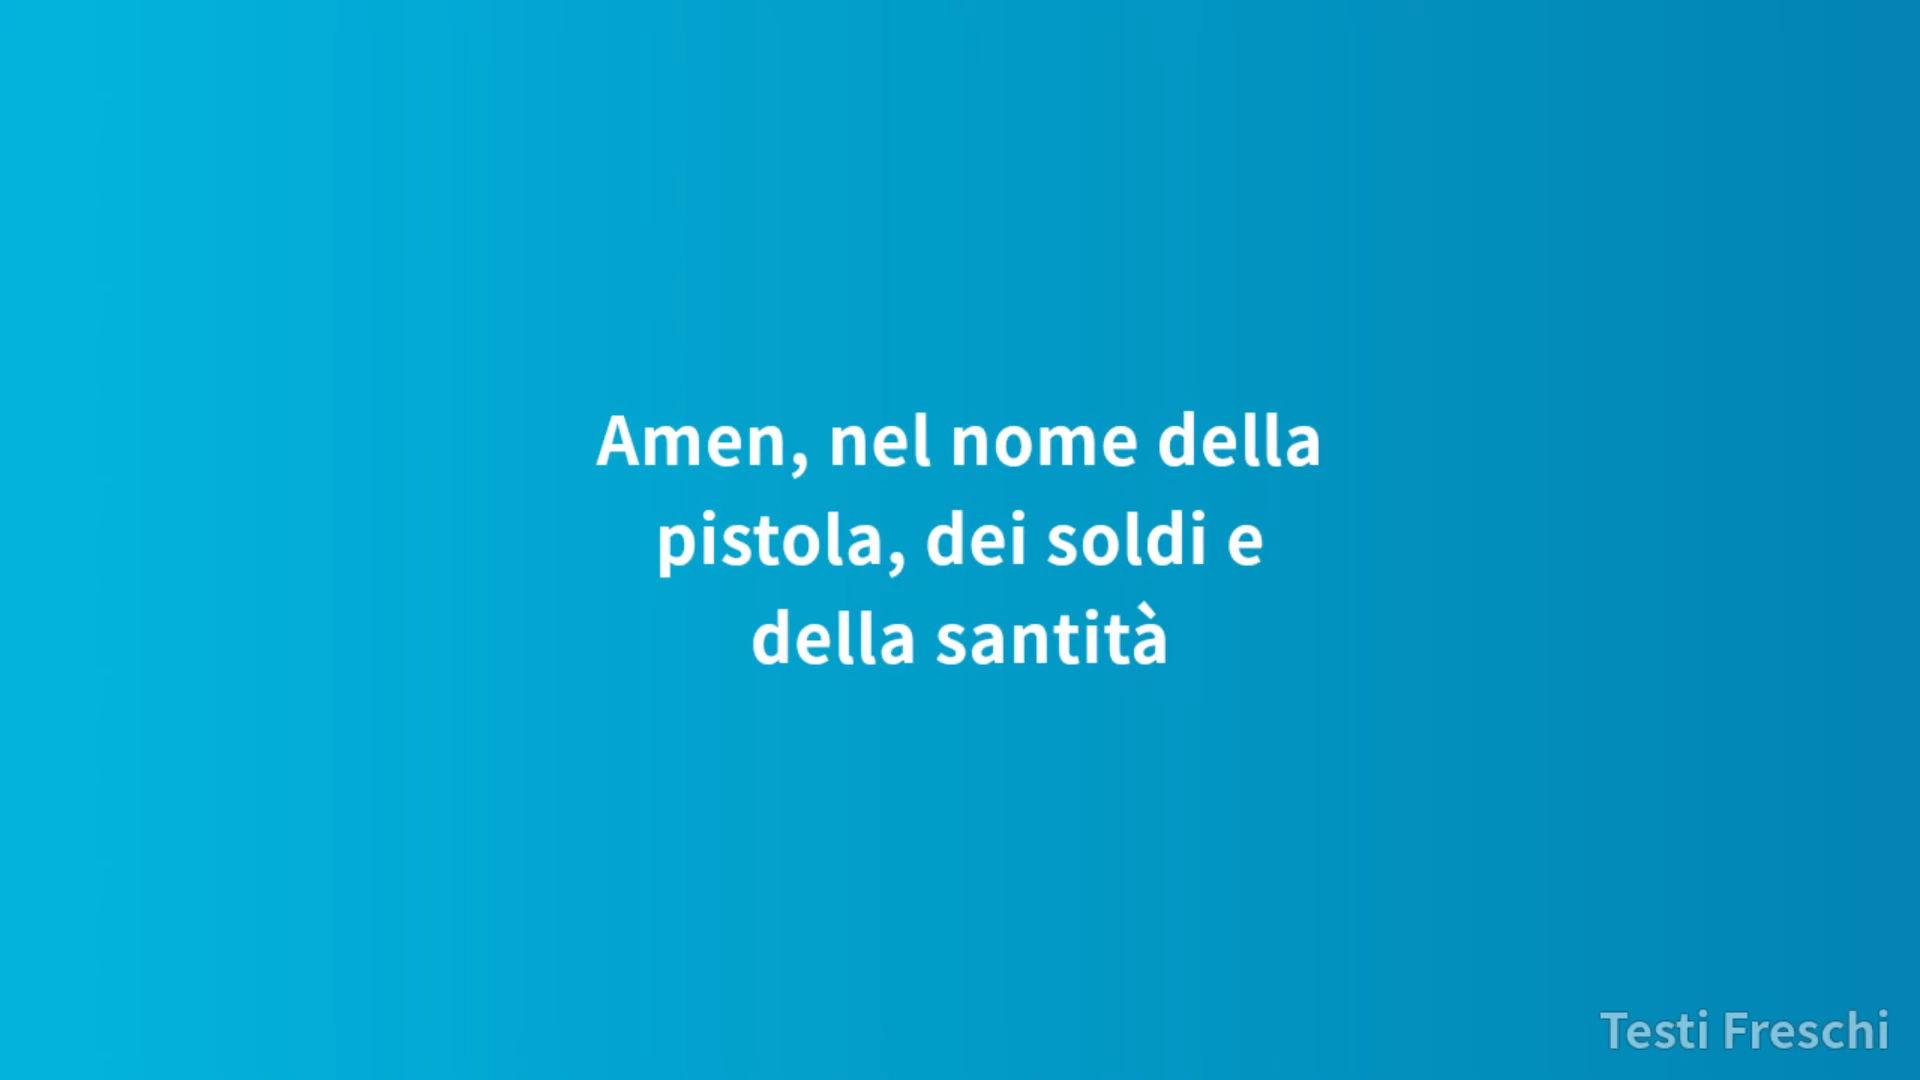 Amen, nel nome della
pistola, dei soldi e
della santità
Testi Freschi